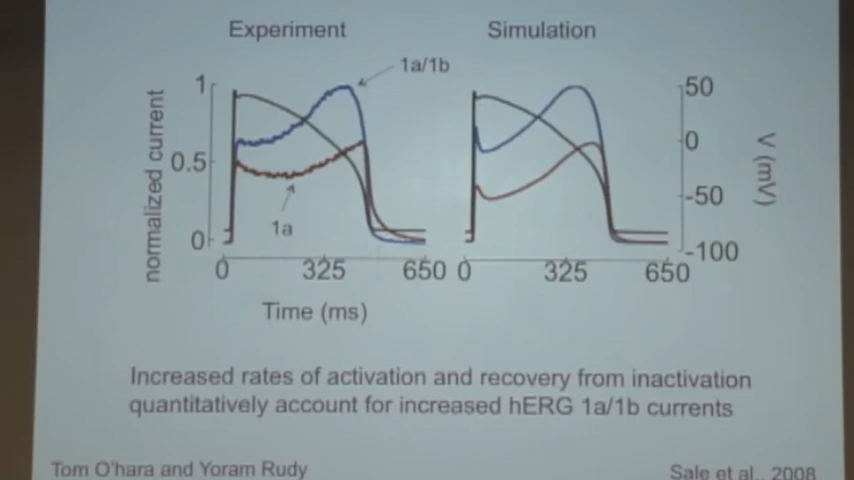 Experiment
Simulation
1a/1b
1
0.5
0
normalized current
1a
50
0
-50
-100
V (mV)
0 325 650 0 325 650
Time (ms)
Increased rates of activation and recovery from inactivation
quantitatively account for increased hERG 1a/1b currents
Tom O'hara and Yoram Rudy
Sale et al., 2008